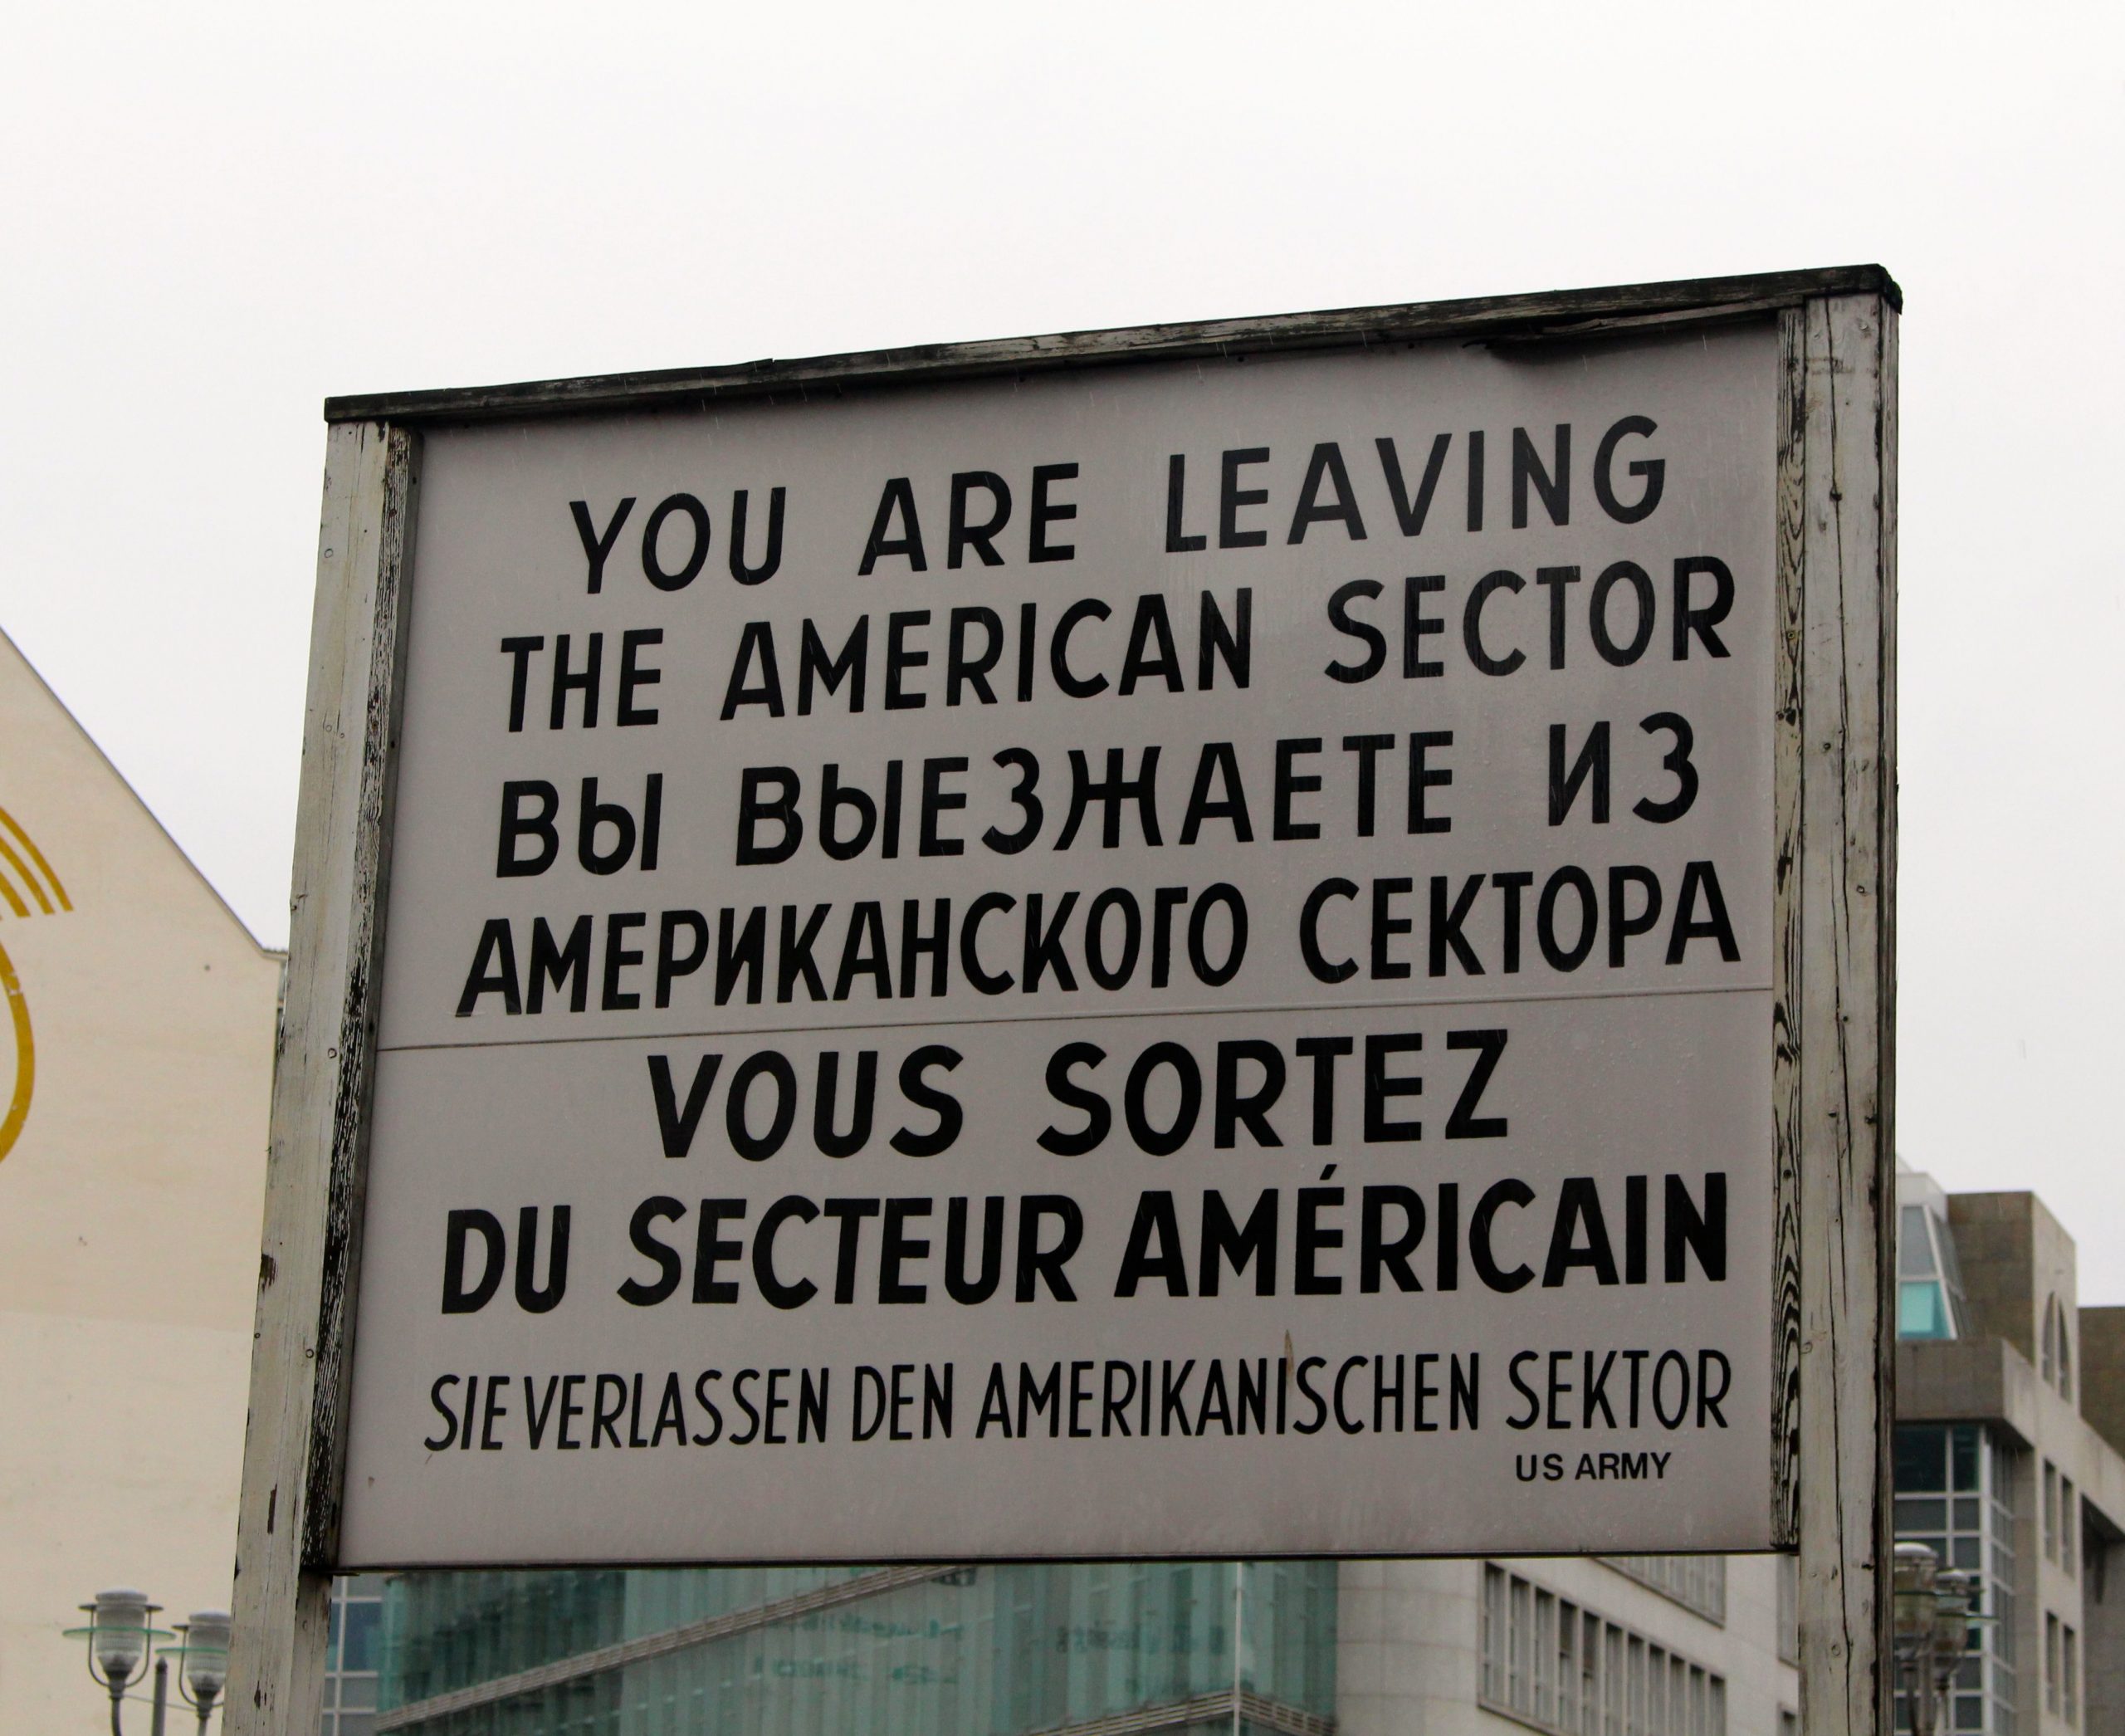 YOU ARE LEAVING
THE AMERICAN SECTOR
ВЫ ВЫЕЗЖАЕТЕ ИЗ
АМЕРИКАНСКОГО СЕКТОРА
VOUS SORTEZ
DU SECTEUR AMÉRICAIN
SIE VERLASSEN DEN AMERIKANISCHEN SEKTOR
US ARMY